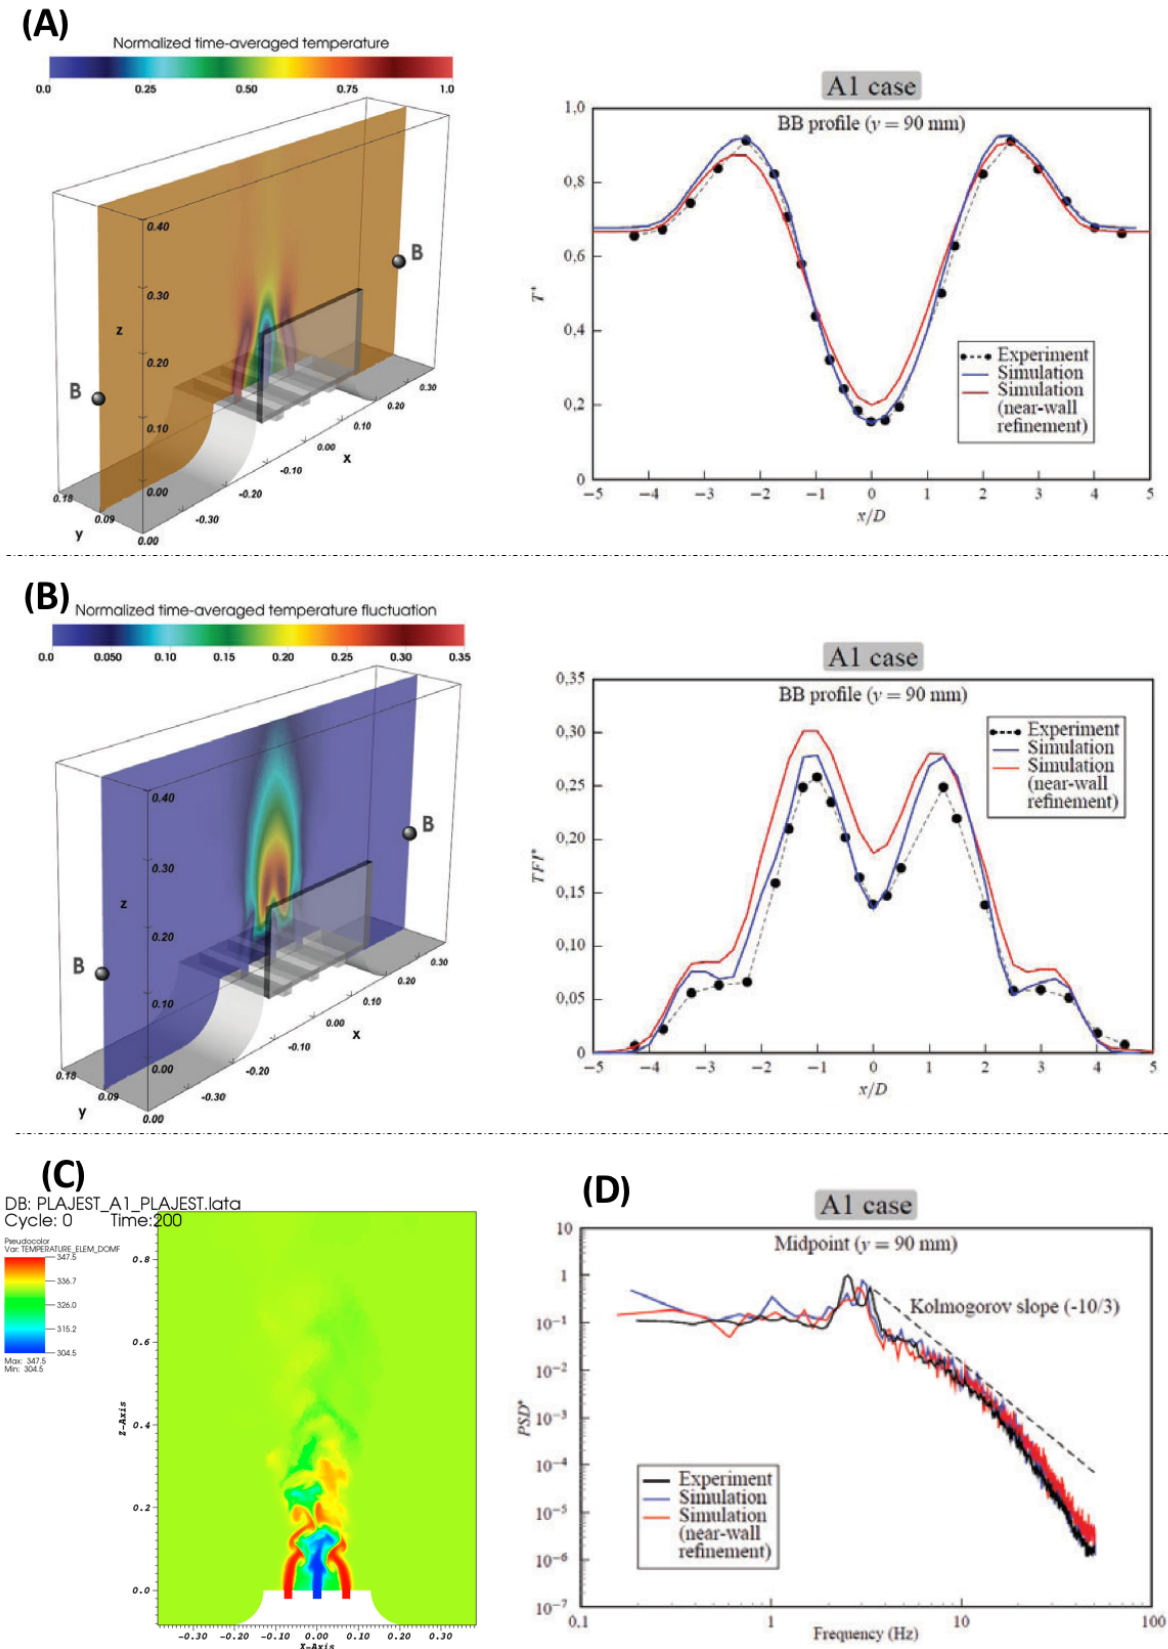 (A)
Normalized time-averaged temperature
0.0 0.25 0.50 0.75 1.0
B
B
0.40
0.30
z
0.20
0.10
0.00
0.18
0.09
y
0.00
-0.30
-0.20
-0.10
0.00
x
0.10
0.20
0.30
A1 case
BB profile (y = 90 mm)
1,0
0,8
0,6
0,4
0,2
0
T*
−5 −4 −3 −2 −1 0 1 2 3 4 5
x/D
Experiment
Simulation
Simulation
(near-wall
refinement)
(B)
Normalized time-averaged temperature fluctuation
0.0 0.050 0.10 0.15 0.20 0.25 0.30 0.35
B
B
0.40
0.30
z
0.20
0.10
0.00
0.18
0.09
y
0.00
-0.30
-0.20
-0.10
0.00
x
0.10
0.20
0.30
A1 case
BB profile (y = 90 mm)
0,35
0,30
0,25
0,20
0,15
0,10
0,05
0
TFI*
−5 −4 −3 −2 −1 0 1 2 3 4 5
x/D
Experiment
Simulation
Simulation
(near-wall
refinement)
(C)
DB: PLAJEST_A1_PLAJEST.lata
Cycle: 0 Time:200
Pseudocolor
Var: TEMPERATURE_ELEM_DOMF
347.5
336.7
326.0
315.2
304.5
Max: 347.5
Min: 304.5
0.8
0.6
0.4
0.2
0.0
Z-Axis
-0.30 -0.20 -0.10 0.00 0.10 0.20 0.30
X-Axis
(D)
A1 case
Midpoint (y = 90 mm)
Kolmogorov slope (-10/3)
10
1
10−1
10−2
10−3
10−4
10−5
10−6
10−7
PSD*
0.1 1 10 100
Frequency (Hz)
Experiment
Simulation
Simulation
(near-wall
refinement)